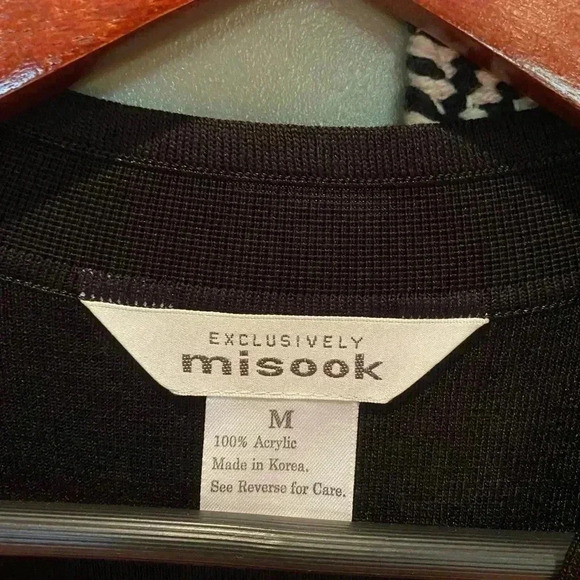 EXCLUSIVELY
misook
M
100% Acrylic
Made in Korea.
See Reverse for Care.